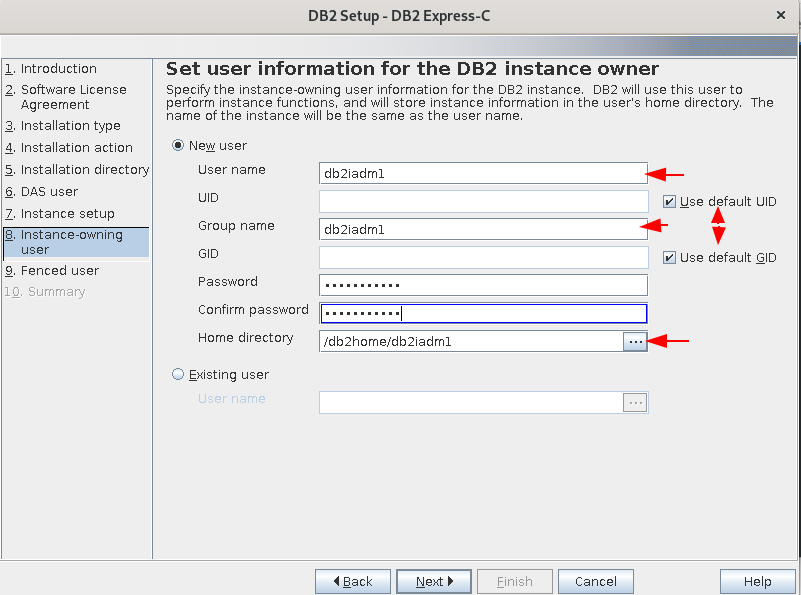 DB2 Setup - DB2 Express-C
×
1. Introduction
2. Software License
Agreement
3. Installation type
4. Installation action
5. Installation directory
6. DAS user
7. Instance setup
8. Instance-owning
user
9. Fenced user
10. Summary
Set user information for the DB2 instance owner
Specify the instance-owning user information for the DB2 instance. DB2 will use this user to
perform instance functions, and will store instance information in the user's home directory. The
name of the instance will be the same as the user name.
New user
User name db2iadm1
UID Use default UID
Group name db2iadm1
GID Use default GID
Password •••••••••••
Confirm password •••••••••••
Home directory /db2home/db2iadm1 ...
Existing user
User name ...
Back Next Finish Cancel Help